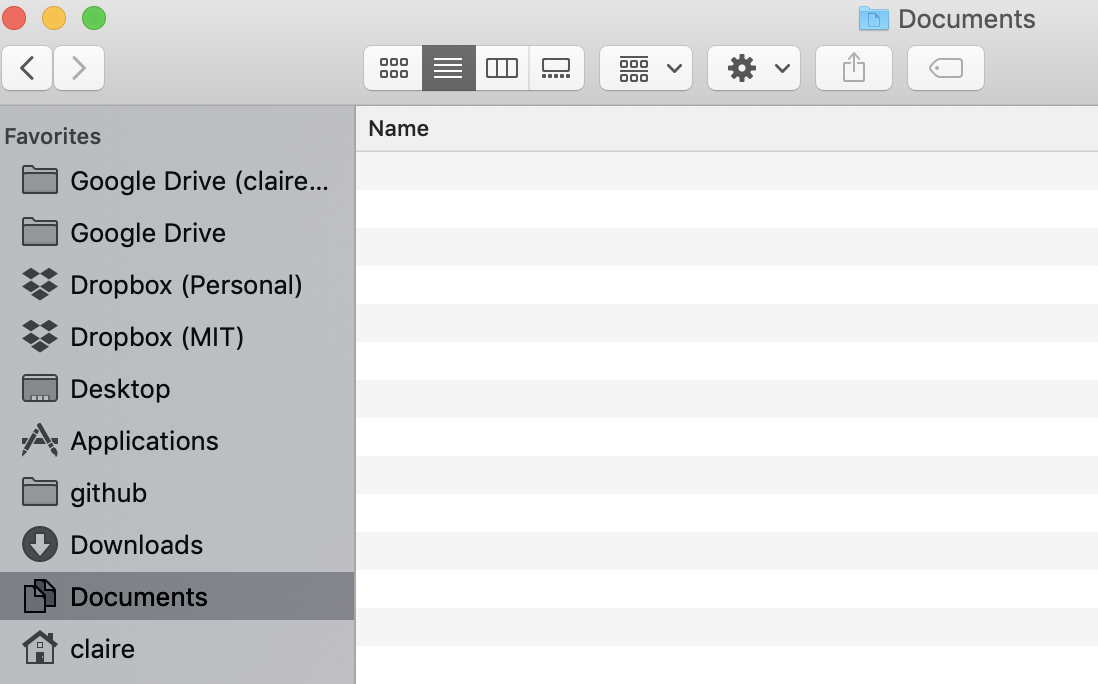 Documents
Favorites
Name
Google Drive (claire...
Google Drive
Dropbox (Personal)
Dropbox (MIT)
Desktop
Applications
github
Downloads
Documents
claire